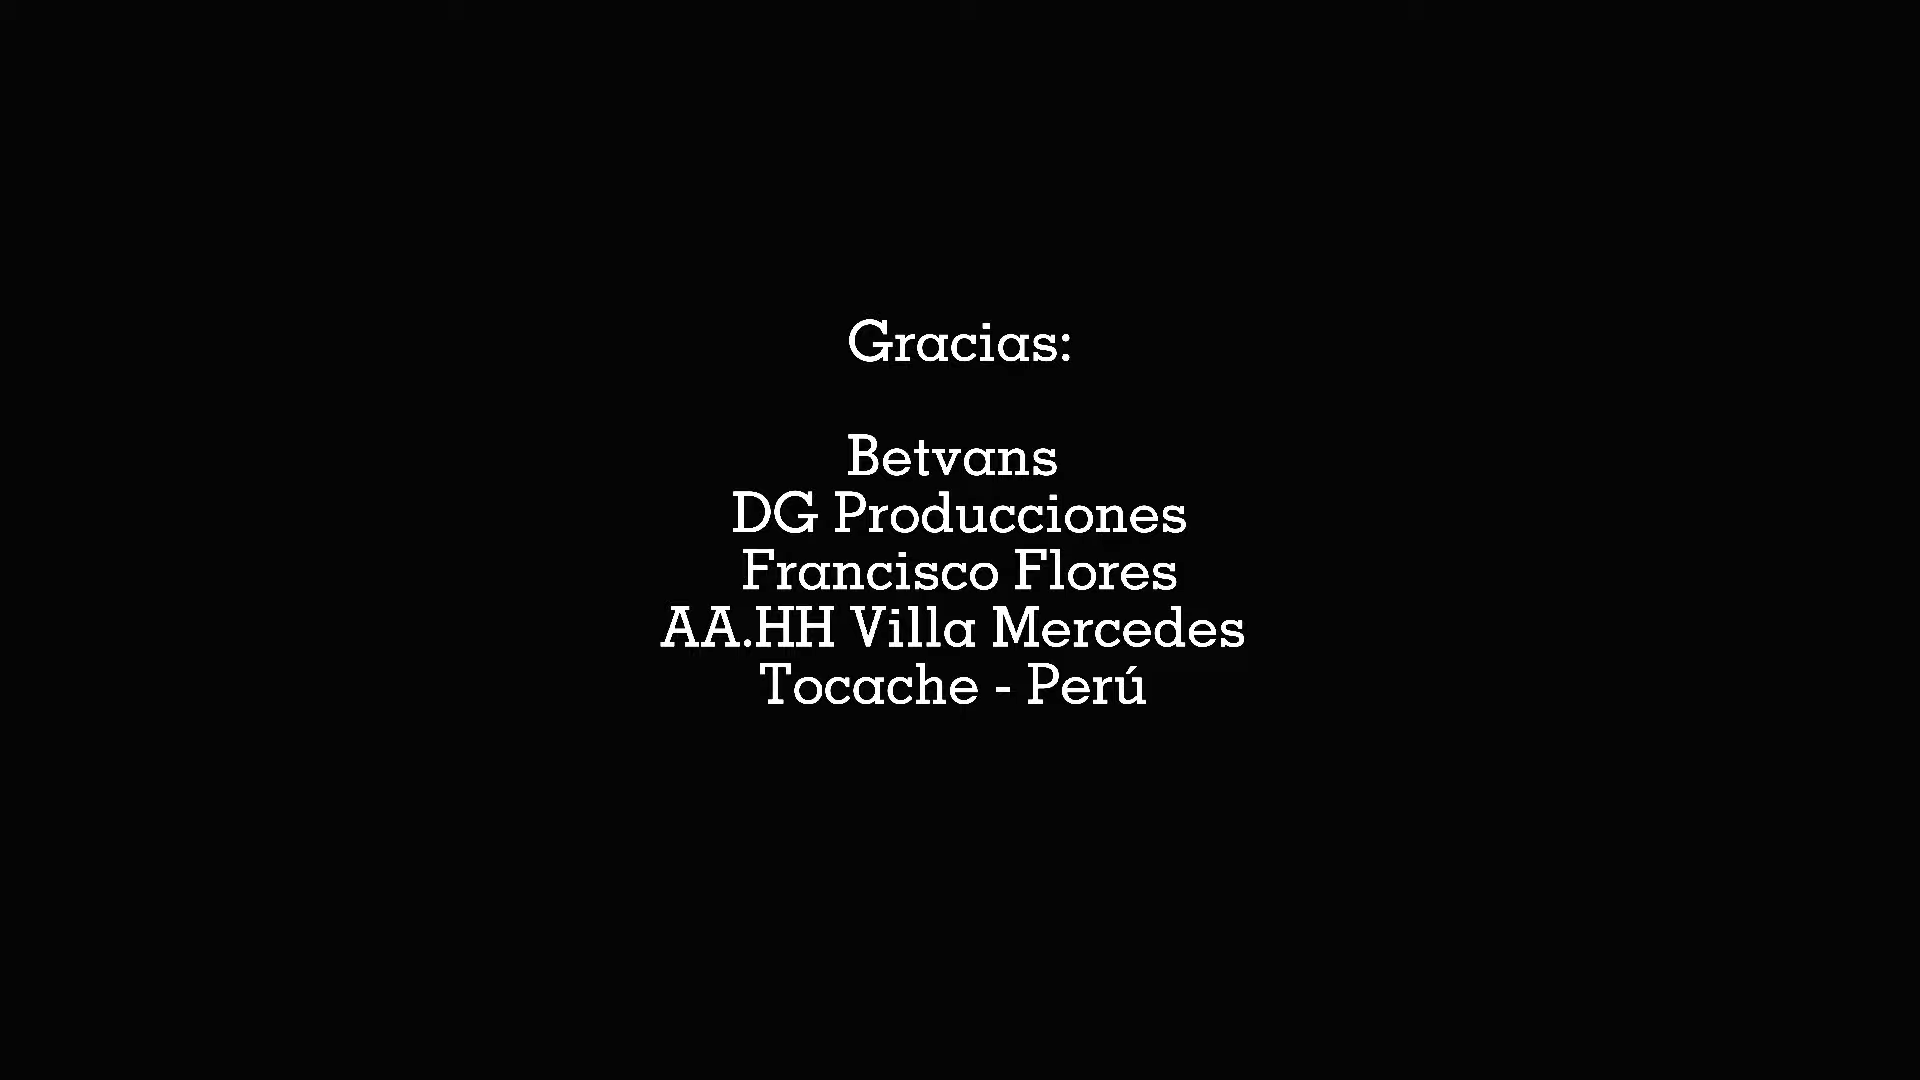 Gracias:
Betvans
DG Producciones
Francisco Flores
AA.HH Villa Mercedes
Tocache - Perú